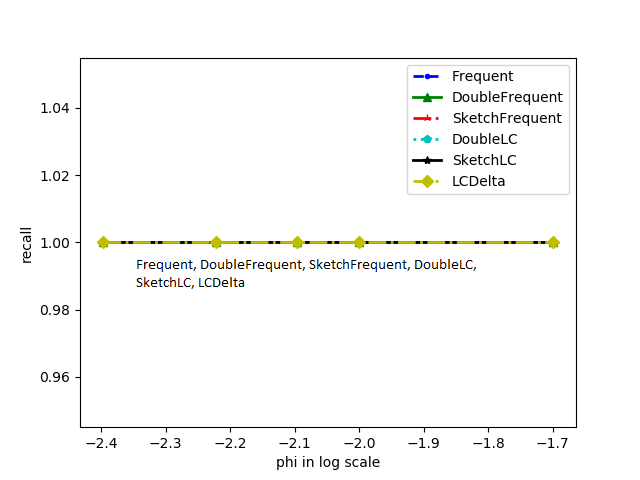 1.04
1.02
1.00
0.98
0.96
recall
Frequent
DoubleFrequent
SketchFrequent
DoubleLC
SketchLC
LCDelta
Frequent, DoubleFrequent, SketchFrequent, DoubleLC,
SketchLC, LCDelta
−2.4 −2.3 −2.2 −2.1 −2.0 −1.9 −1.8 −1.7
phi in log scale